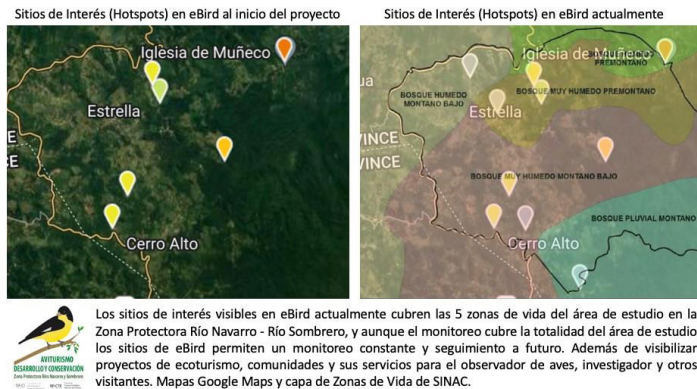 Sitios de Interés (Hotspots) en eBird al inicio del proyecto
Sitios de Interés (Hotspots) en eBird actualmente
Iglesia de Muñeco
Estrella
E
E
Cerro Alto
Iglesia de Muñeco
PREMONTANO
ua
BOSQUE HUMEDO
MONTANO BAJO
BOSQUE MUY HUMEDO PREMONTANO
Estrella
VINCE
VINCE
BOSQUE MUY HUMEDO MONTANO BAJO
BOSQUE PLUVIAL MONTANO
Cerro Alto
Los sitios de interés visibles en eBird actualmente cubren las 5 zonas de vida del área de estudio en la
Zona Protectora Río Navarro - Río Sombrero, y aunque el monitoreo cubre la totalidad del área de estudio
los sitios de eBird permiten un monitoreo constante y seguimiento a futuro. Además de visibilizar
proyectos de ecoturismo, comunidades y sus servicios para el observador de aves, investigador y otros
visitantes. Mapas Google Maps y capa de Zonas de Vida de SINAC.
AVITURISMO
DESARROLLO Y CONSERVACIÓN
Zona Protectora Río Navarro y Sombrero